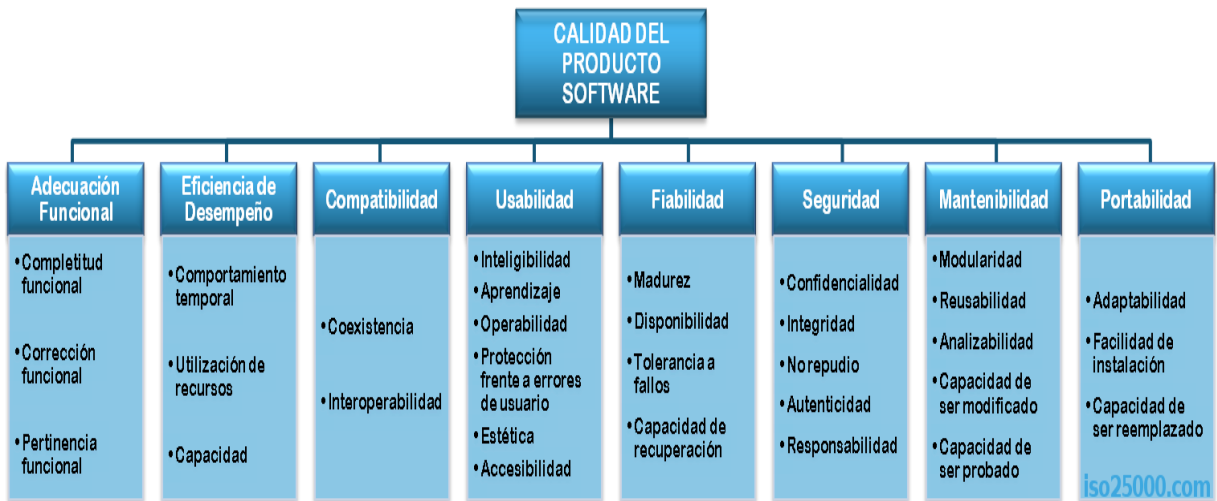 CALIDAD DEL
PRODUCTO
SOFTWARE
Adecuación
Funcional
•Completitud
funcional
•Corrección
funcional
•Pertinencia
funcional
Eficiencia de
Desempeño
•Comportamiento
temporal
•Utilización de
recursos
•Capacidad
Compatibilidad
•Coexistencia
•Interoperabilidad
Usabilidad
•Inteligibilidad
•Aprendizaje
•Operabilidad
•Protección
frente a errores
de usuario
•Estética
•Accesibilidad
Fiabilidad
•Madurez
•Disponibilidad
•Tolerancia a
fallos
•Capacidad de
recuperación
Seguridad
•Confidencialidad
•Integridad
•No repudio
•Autenticidad
•Responsabilidad
Mantenibilidad
•Modularidad
•Reusabilidad
•Analizabilidad
•Capacidad de
ser modificado
•Capacidad de
ser probado
Portabilidad
•Adaptabilidad
•Facilidad de
instalación
•Capacidad de
ser reemplazado
iso25000.com